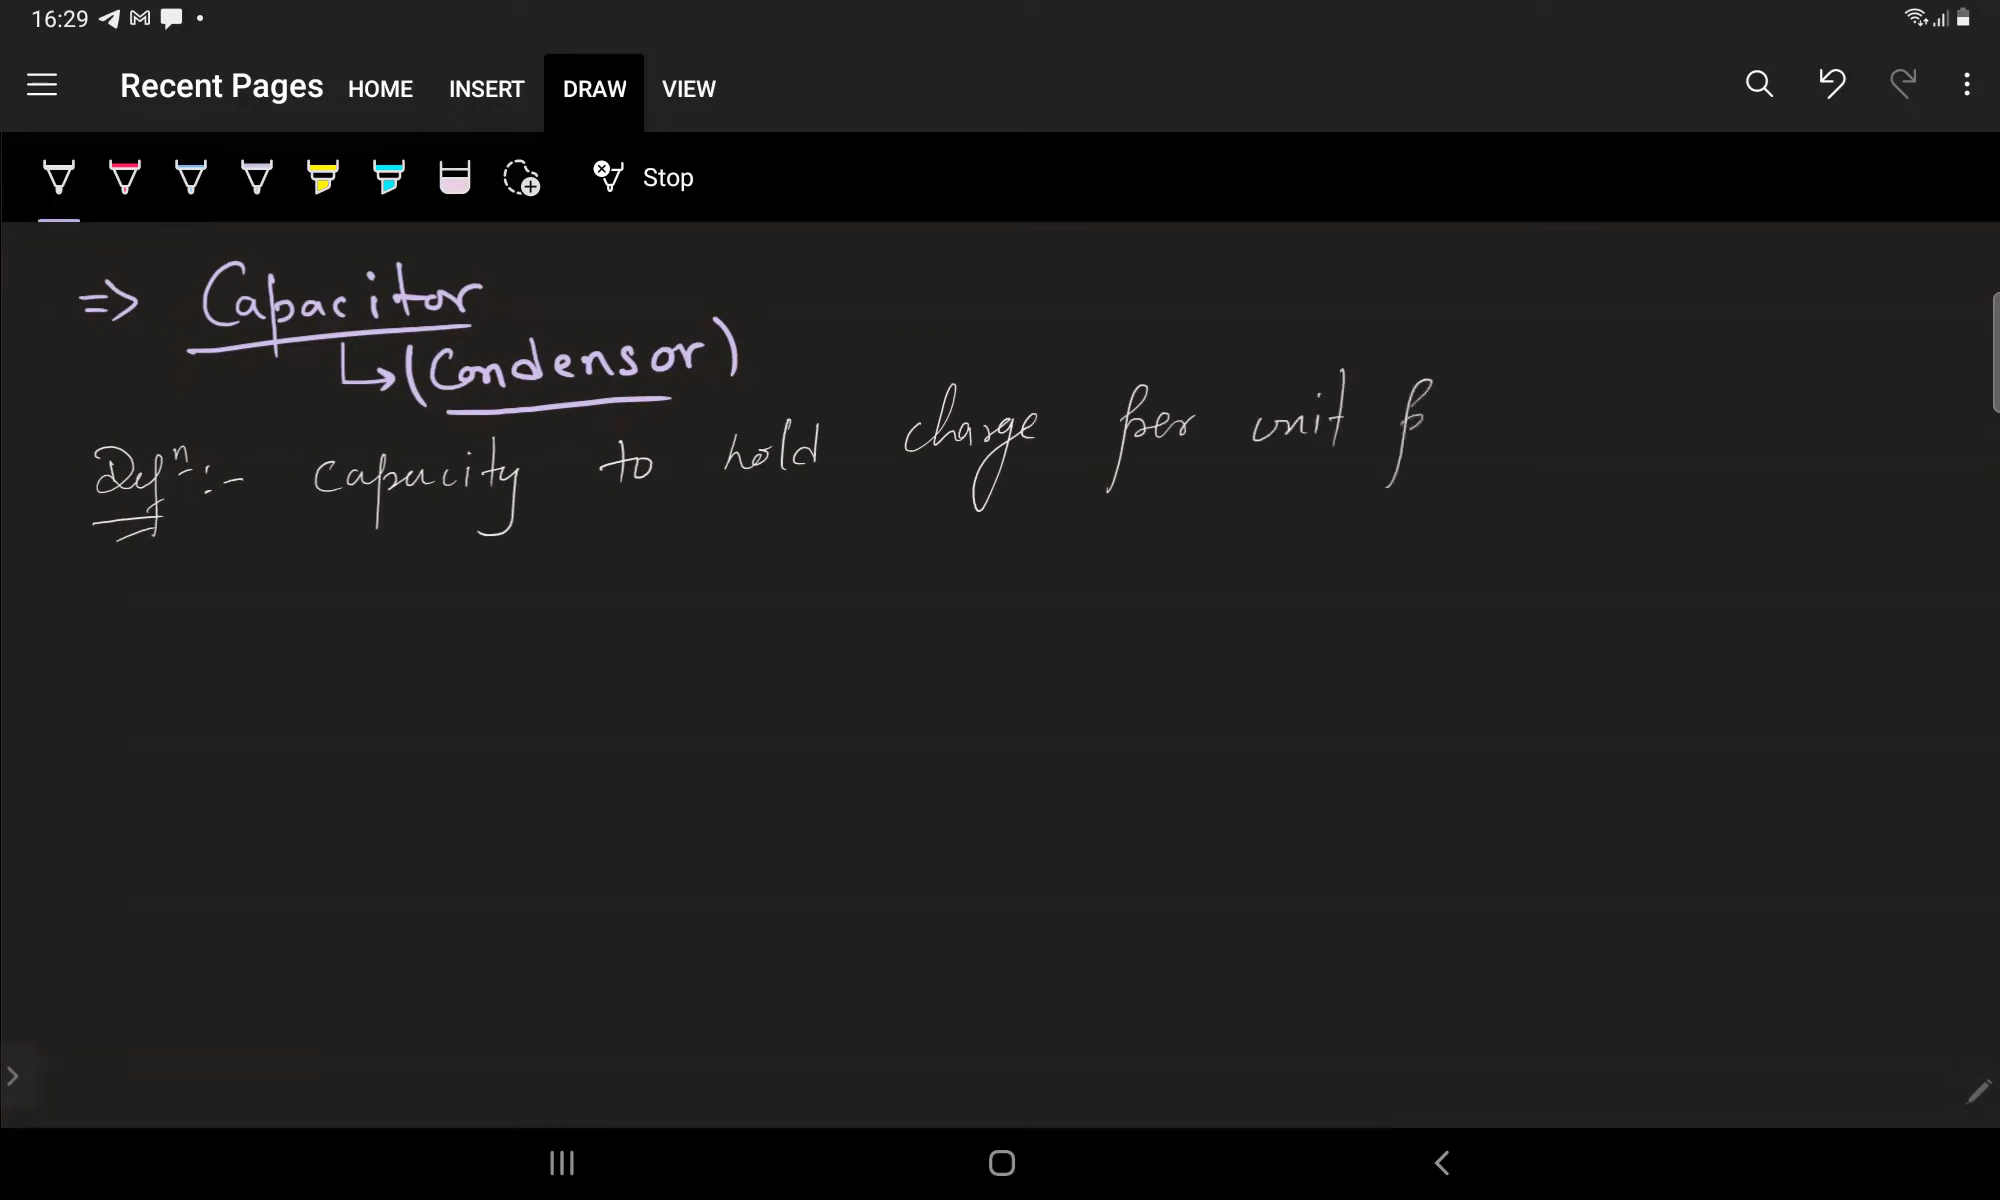 16:29
Recent Pages HOME INSERT DRAW VIEW
Stop
=> Capacitor
↳(Condensor)
Defⁿ:- capacity to hold charge per unit p